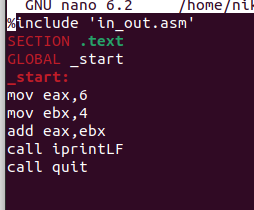 GNU nano 6.2 /home/nik
%include 'in_out.asm'
SECTION .text
GLOBAL _start
_start:
mov eax,6
mov ebx,4
add eax,ebx
call iprintLF
call quit